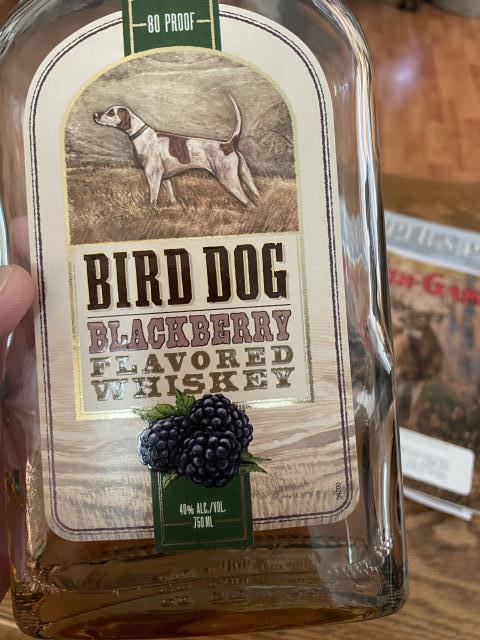 80 PROOF
BIRD DOG
BLACKBERRY
FLAVORED
WHISKEY
40% ALC./VOL.
750 ML